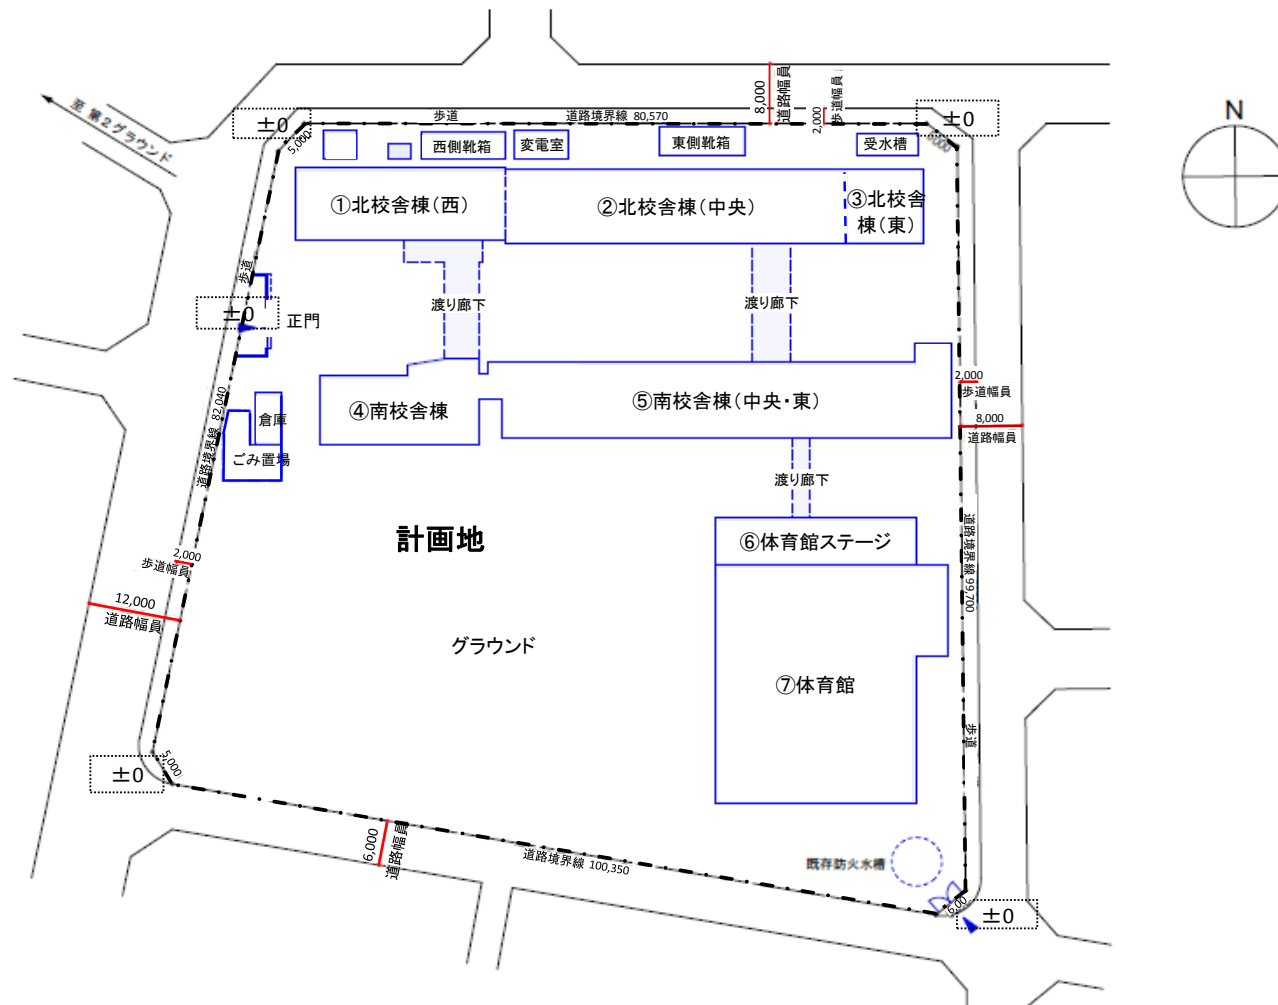 至 第2グラウンド
±0
歩道
道路境界線 80,570
8,000
道路幅員
2,000
歩道幅員
±0
N
5,000
西側靴箱
変電室
東側靴箱
受水槽
①北校舎棟(西)
②北校舎棟(中央)
③北校舎
棟(東)
歩道
±0
正門
渡り廊下
渡り廊下
2,000
歩道幅員
8,000
道路幅員
④南校舎棟
⑤南校舎棟(中央・東)
道路境界線 82,040
倉庫
ごみ置場
渡り廊下
計画地
⑥体育館ステージ
道路境界線 99,700
2,000
歩道幅員
12,000
道路幅員
グラウンド
⑦体育館
歩道
5,000
±0
6,000
道路幅員
道路境界線 100,350
既存防火水槽
6,00
±0